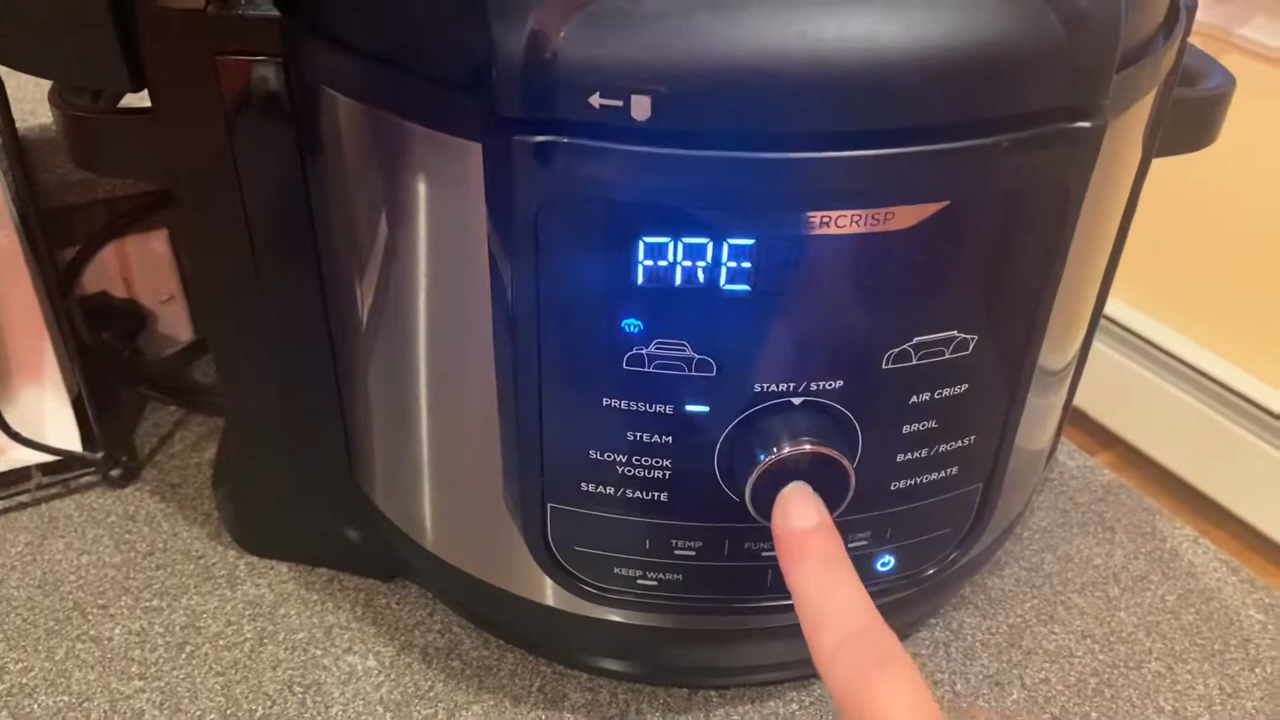 ERCRISP
PRE
START / STOP
PRESSURE
STEAM
SLOW COOK
YOGURT
SEAR / SAUTÉ
AIR CRISP
BROIL
BAKE / ROAST
DEHYDRATE
TEMP
KEEP WARM